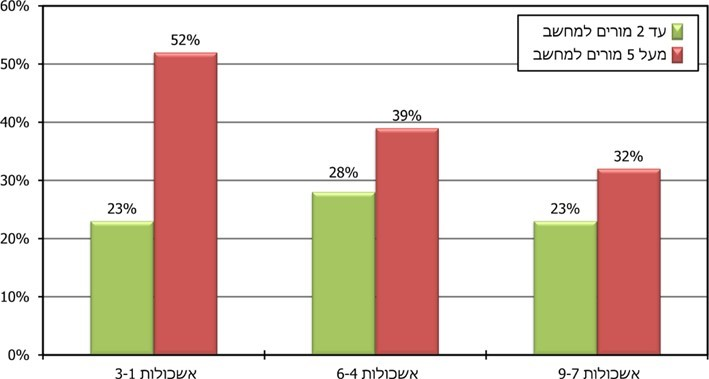 60%
50%
40%
30%
20%
10%
0%
עד 2 מורים למחשב
מעל 5 מורים למחשב
23%
52%
28%
39%
23%
32%
אשכולות 3-1
אשכולות 6-4
אשכולות 9-7